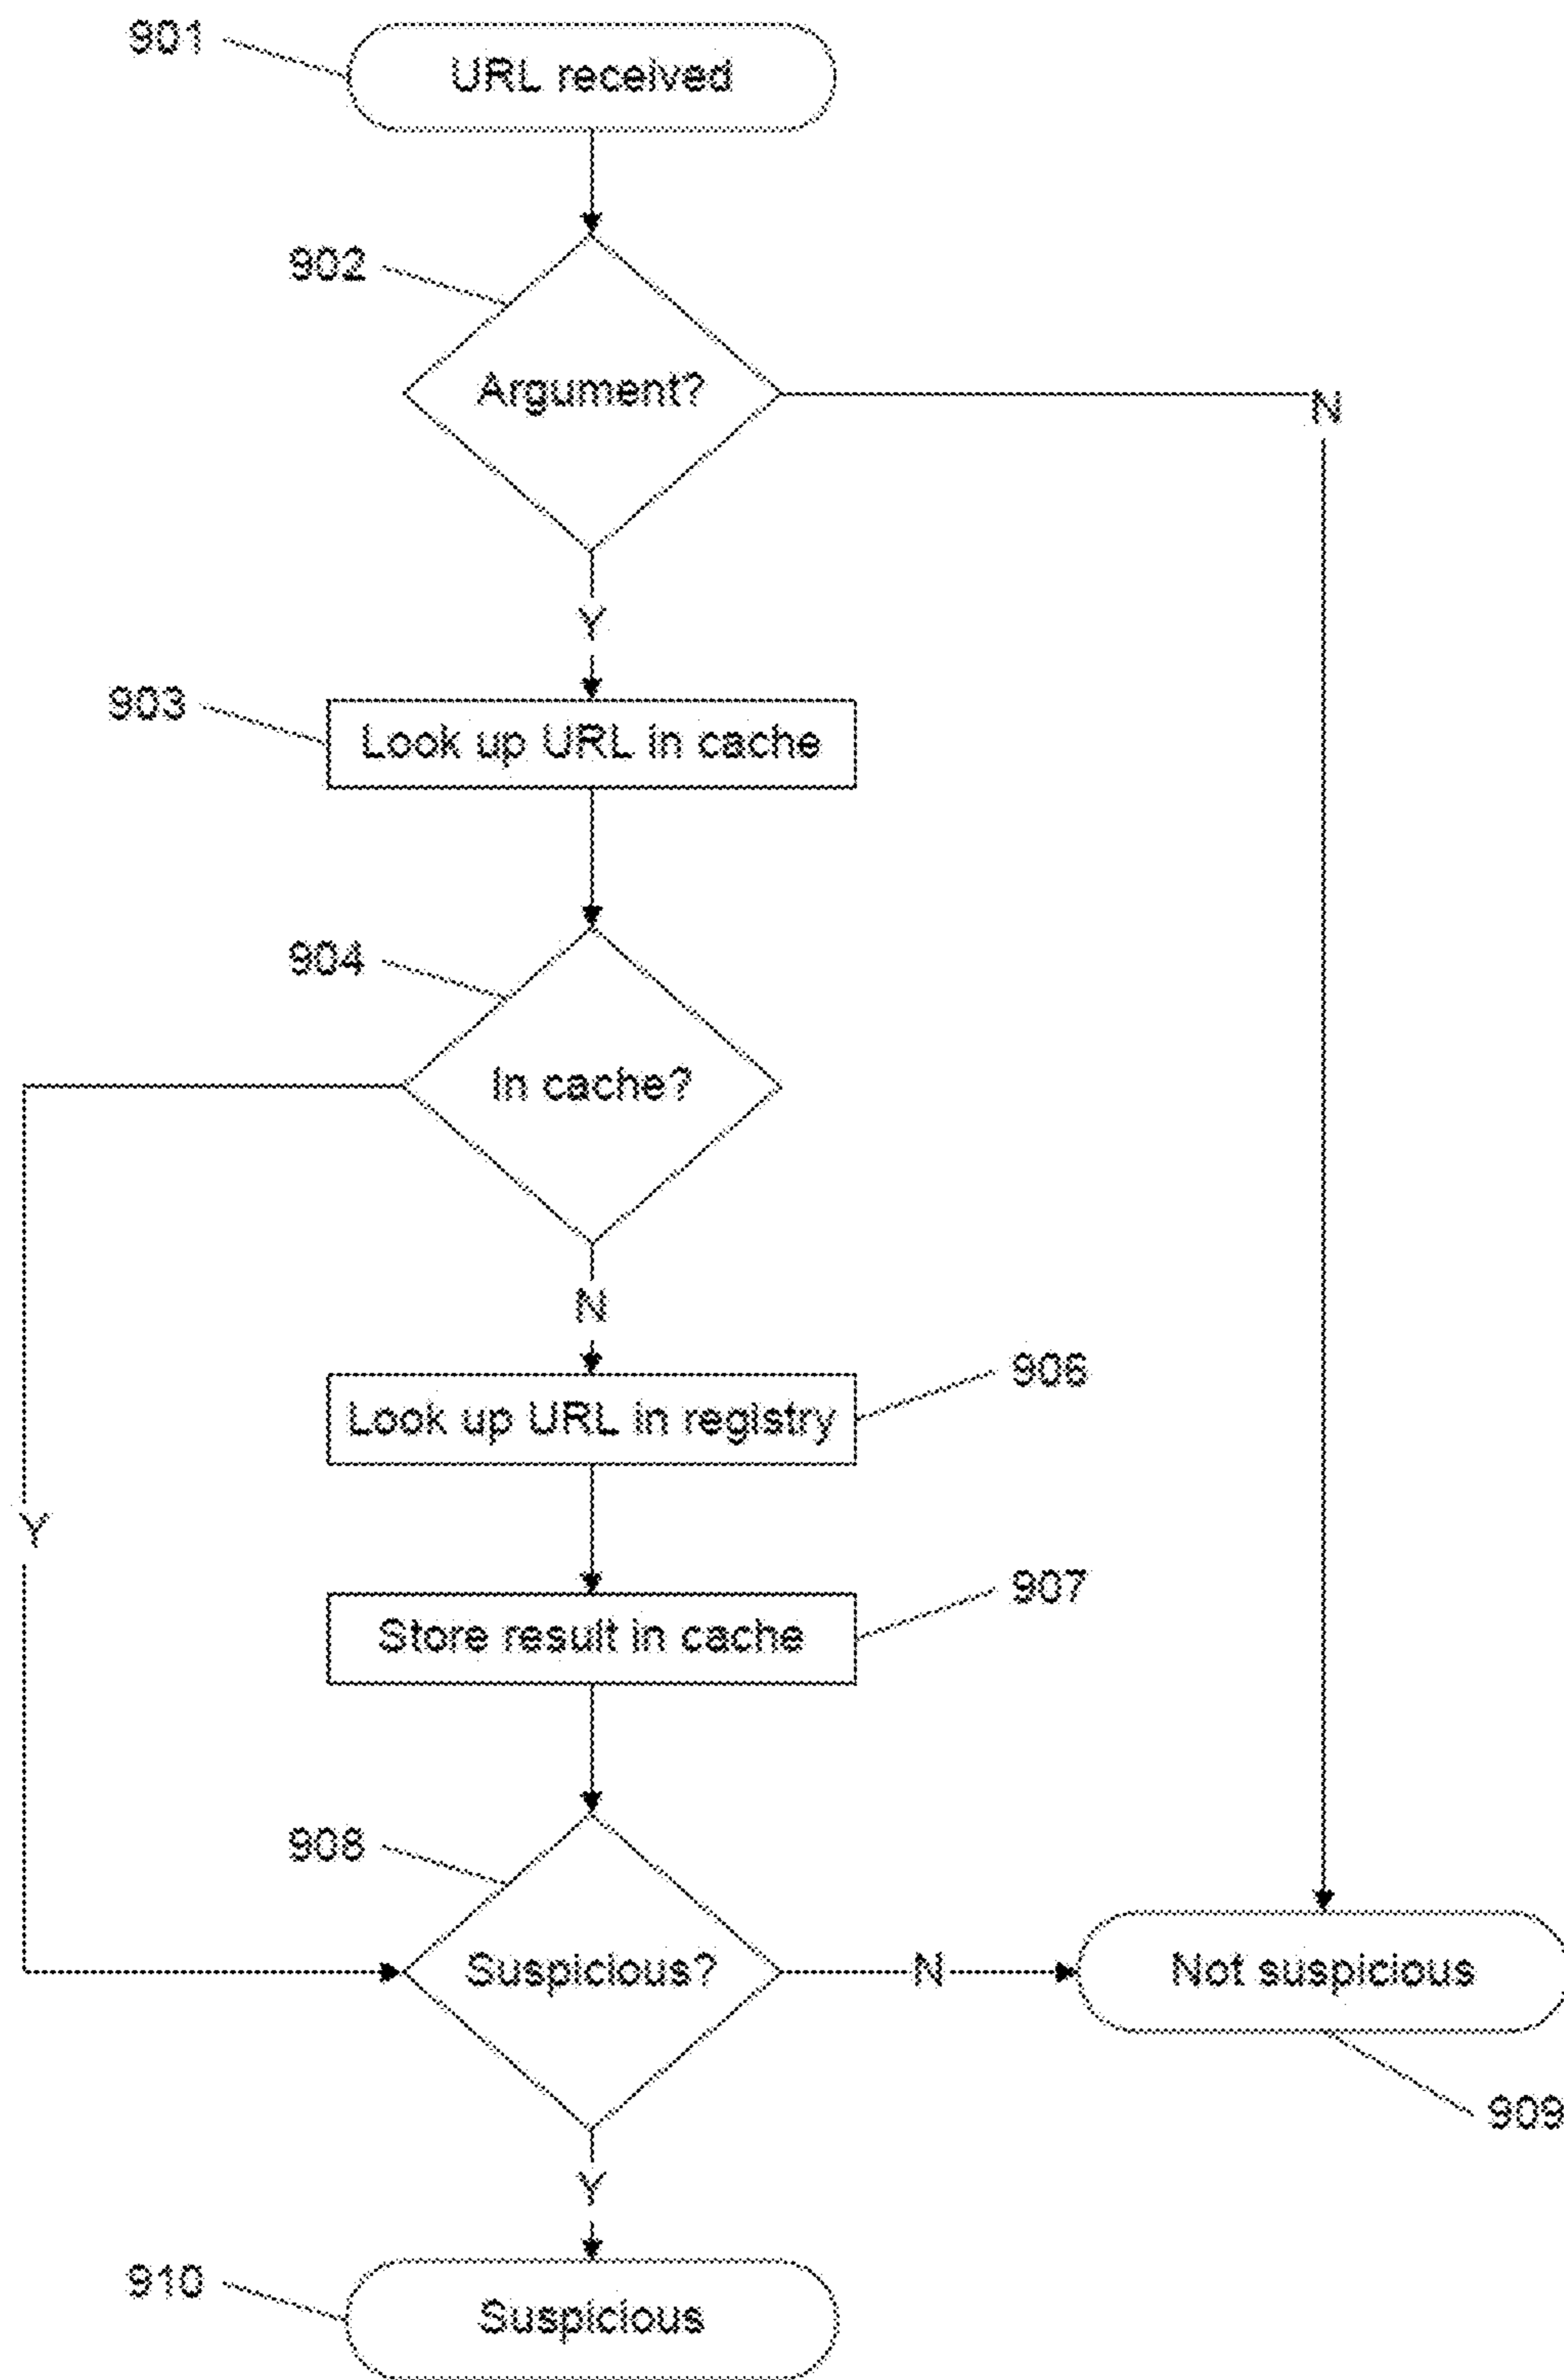 901
URL received
902
Argument?
N
Y
903
Look up URL in cache
904
In cache?
N
906
Look up URL in registry
Y
907
Store result in cache
908
Suspicious?
N
Not suspicious
909
Y
910
Suspicious